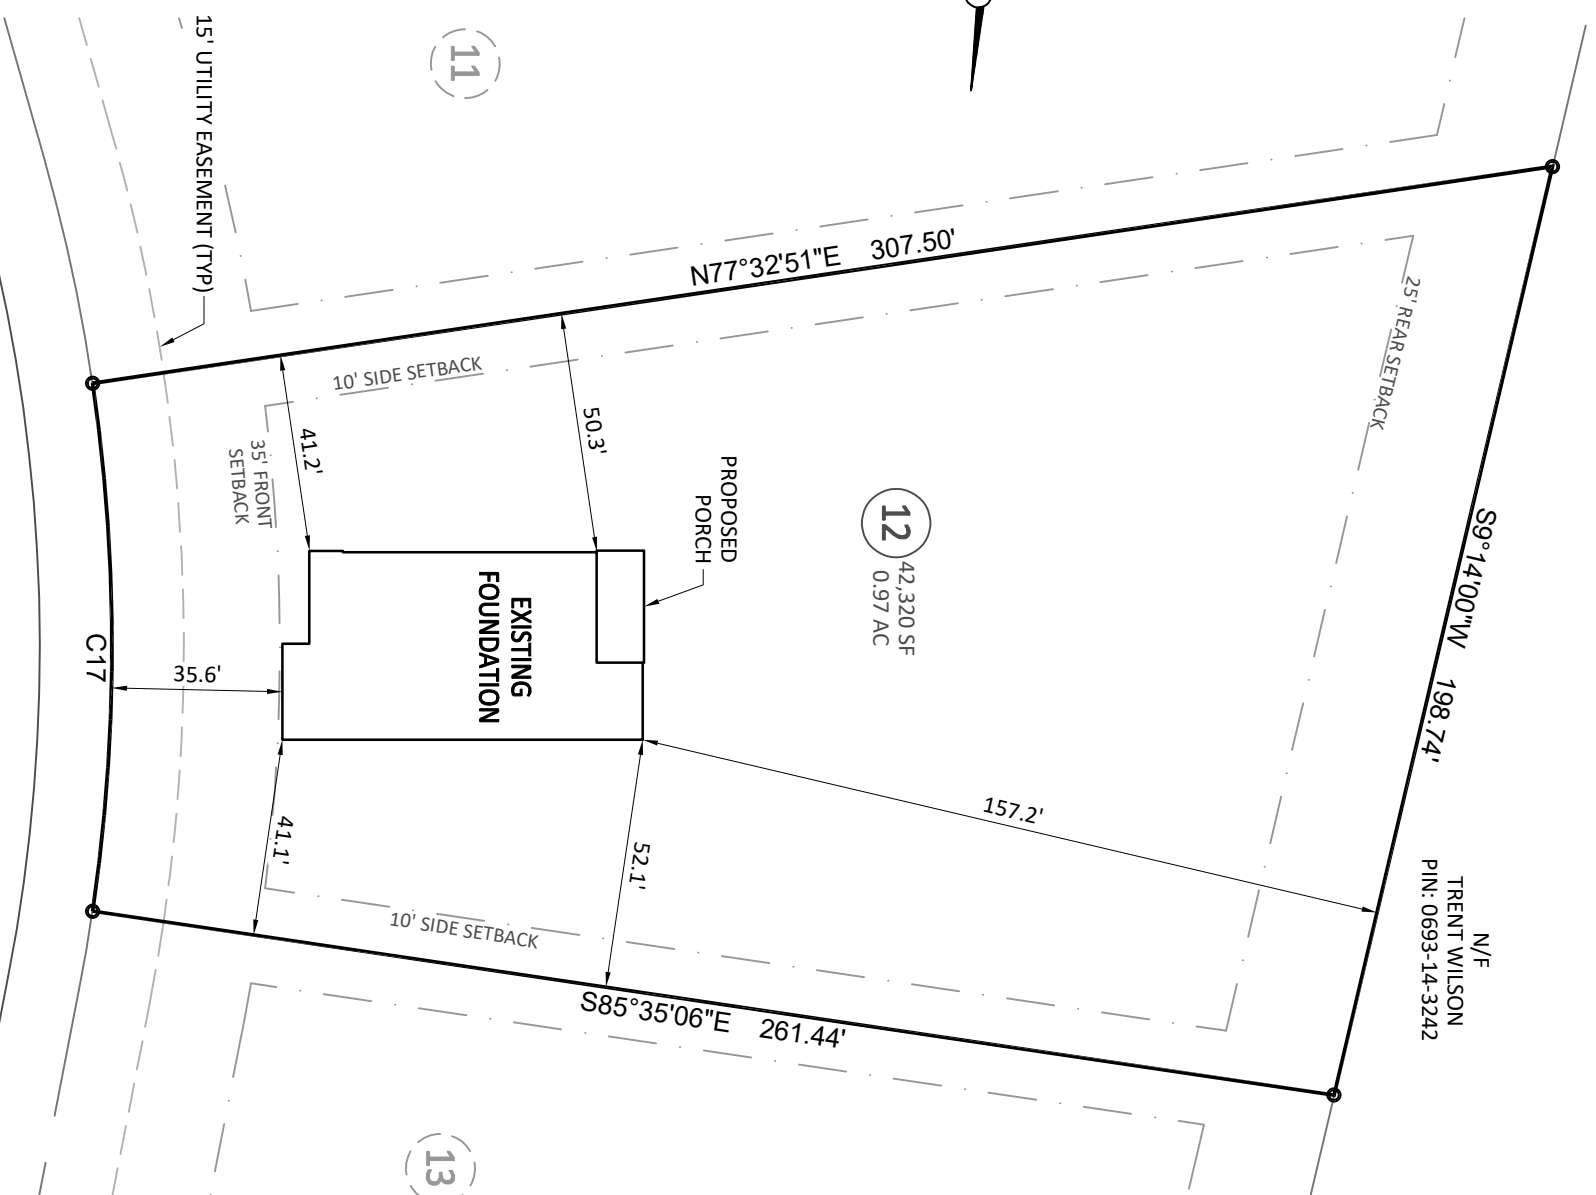 11
15' UTILITY EASEMENT (TYP)
N77°32'51"E 307.50'
10' SIDE SETBACK
25' REAR SETBACK
41.2'
50.3'
35' FRONT
SETBACK
PROPOSED
PORCH
12
42,320 SF
0.97 AC
S9°14'00"W 198.74'
EXISTING
FOUNDATION
C17
35.6'
157.2'
41.1'
52.1'
10' SIDE SETBACK
S85°35'06"E 261.44'
N/F
TRENT WILSON
PIN: 0693-14-3242
13